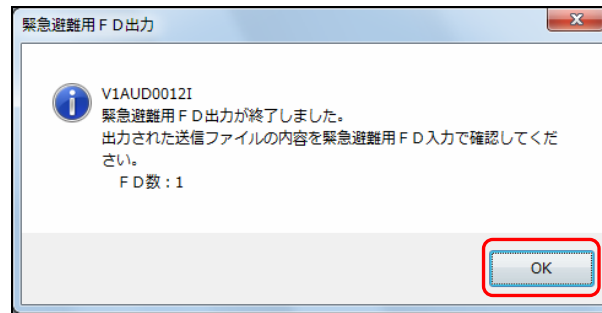 緊急避難用ＦＤ出力
V1AUD0012I
緊急避難用ＦＤ出力が終了しました。
出力された送信ファイルの内容を緊急避難用ＦＤ入力で確認してくだ
さい。
ＦＤ数：1
OK